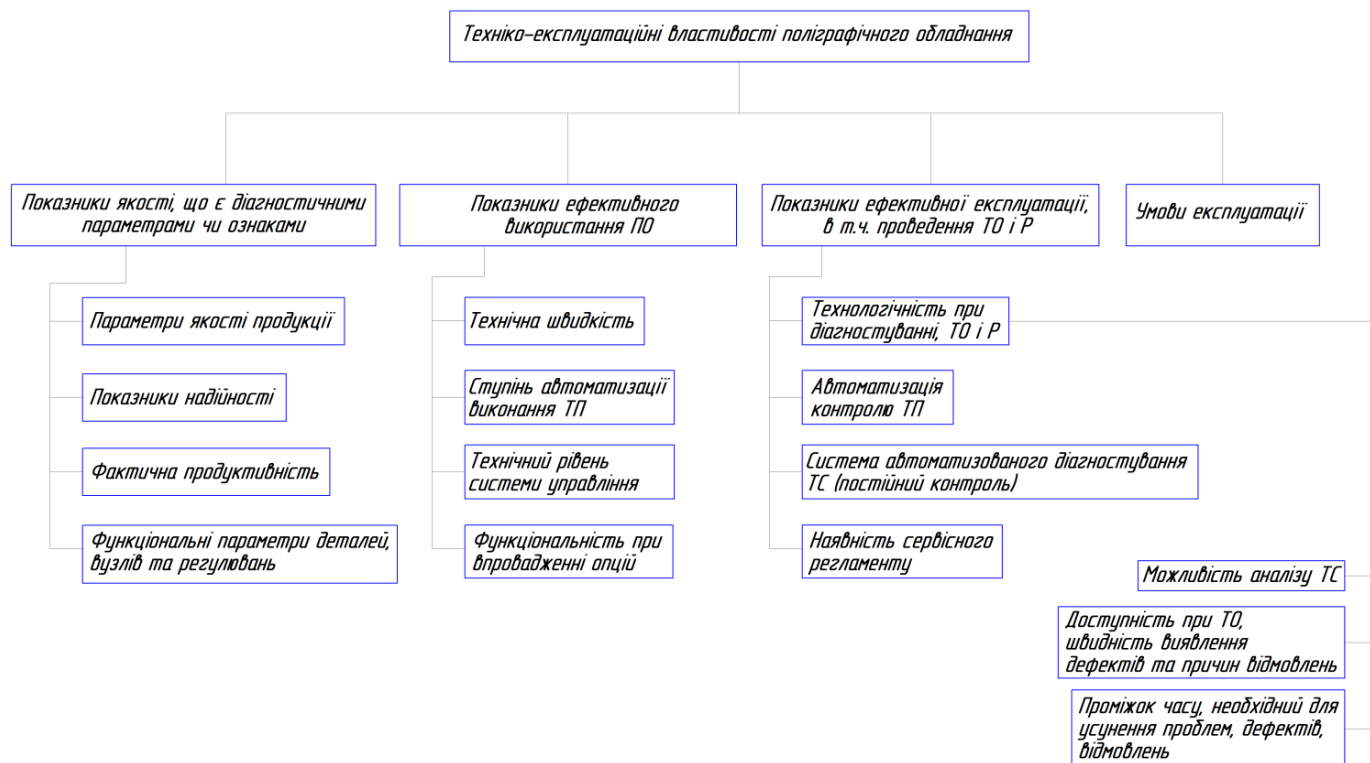 Техніко-експлуатаційні властивості поліграфічного обладнання
Показники якості, що є діагностичними
параметрами чи ознаками
Показники ефективного
використання ПО
Показники ефективної експлуатації,
в т.ч. проведення ТО і Р
Умови експлуатації
Параметри якості продукції
Показники надійності
Фактична продуктивність
Функціональні параметри деталей,
вузлів та регулювань
Технічна швидкість
Ступінь автоматизації
виконання ТП
Технічний рівень
системи управління
Функціональність при
впровадженні опцій
Технологічність при
діагностуванні, ТО і Р
Автоматизація
контролю ТП
Система автоматизованого діагностування
ТС (постійний контроль)
Наявність сервісного
регламенту
Можливість аналізу ТС
Доступність при ТО,
швидність виявлення
дефектів та причин відмовлень
Проміжок часу, необхідний для
усунення проблем, дефектів,
відмовлень